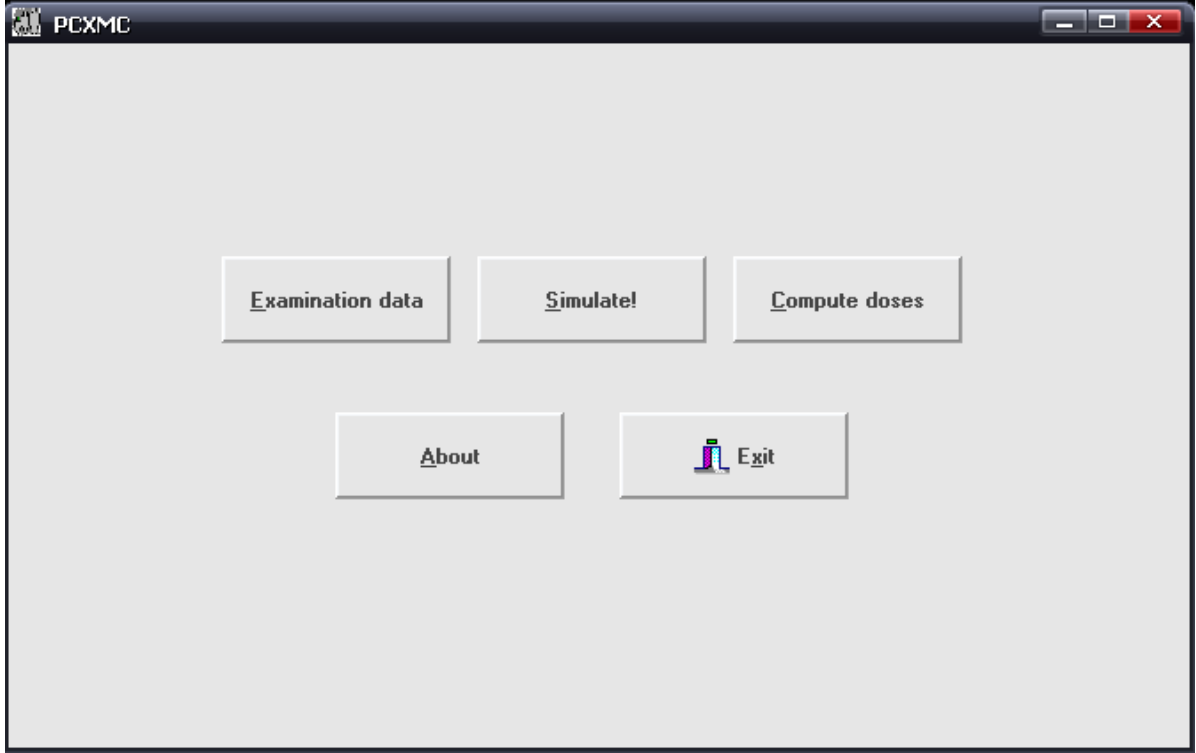 PCXMC
Examination data
Simulate!
Compute doses
About
Exit